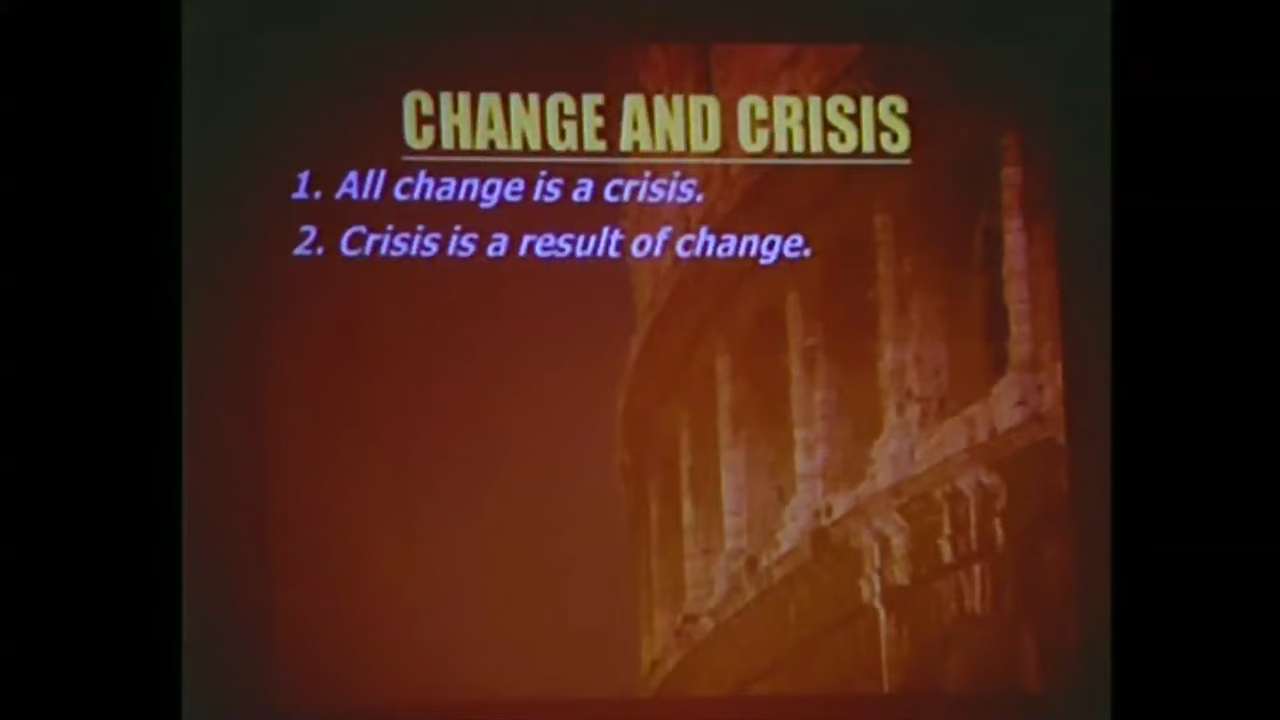 CHANGE AND CRISIS
1. All change is a crisis.
2. Crisis is a result of change.